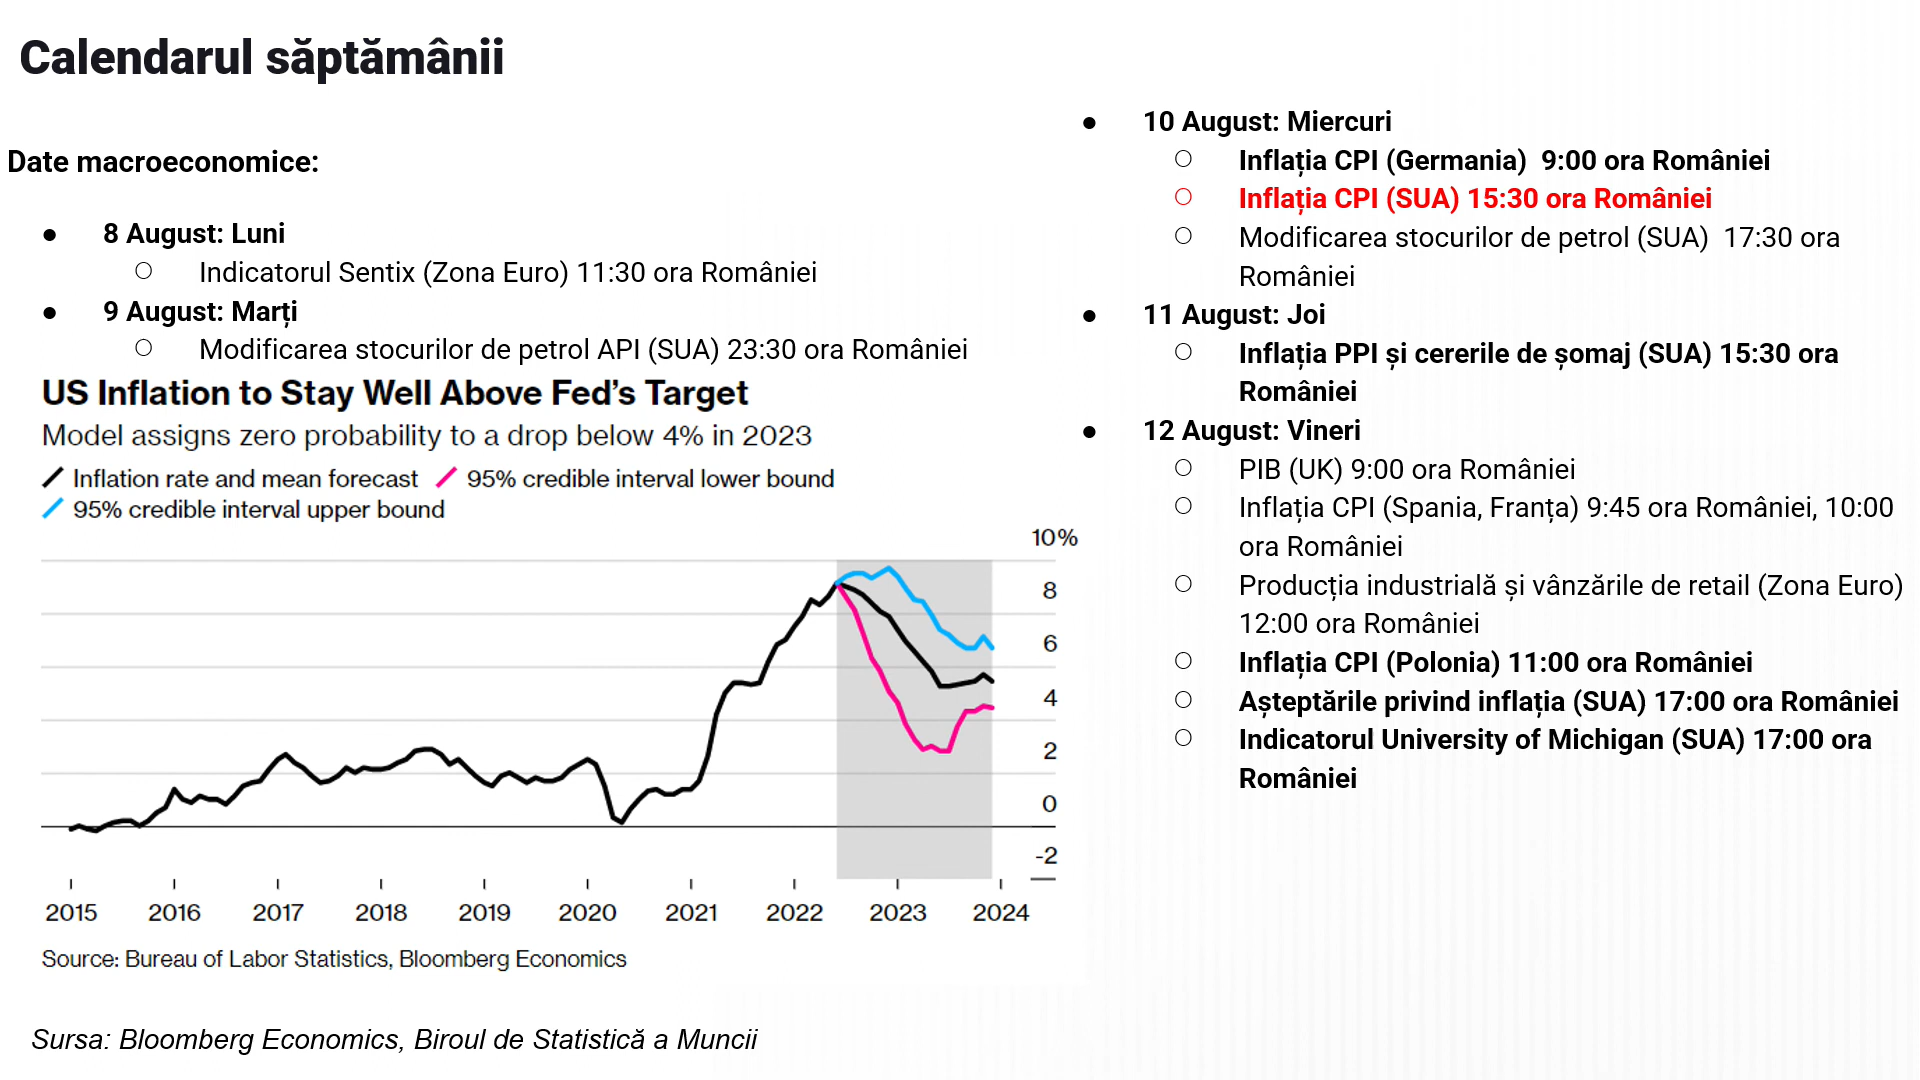 Calendarul săptămânii
Date macroeconomice:
● 8 August: Luni
○ Indicatorul Sentix (Zona Euro) 11:30 ora României
● 9 August: Marți
○ Modificarea stocurilor de petrol API (SUA) 23:30 ora României
US Inflation to Stay Well Above Fed's Target
Model assigns zero probability to a drop below 4% in 2023
Inflation rate and mean forecast 95% credible interval lower bound
95% credible interval upper bound
10%
8
6
4
2
0
-2
2015 2016 2017 2018 2019 2020 2021 2022 2023 2024
Source: Bureau of Labor Statistics, Bloomberg Economics
Sursa: Bloomberg Economics, Biroul de Statistică a Muncii
● 10 August: Miercuri
○ Inflația CPI (Germania) 9:00 ora României
○ Inflația CPI (SUA) 15:30 ora României
○ Modificarea stocurilor de petrol (SUA) 17:30 ora
României
● 11 August: Joi
○ Inflația PPI și cererile de șomaj (SUA) 15:30 ora
României
● 12 August: Vineri
○ PIB (UK) 9:00 ora României
○ Inflația CPI (Spania, Franța) 9:45 ora României, 10:00
ora României
○ Producția industrială și vânzările de retail (Zona Euro)
12:00 ora României
○ Inflația CPI (Polonia) 11:00 ora României
○ Așteptările privind inflația (SUA) 17:00 ora României
○ Indicatorul University of Michigan (SUA) 17:00 ora
României